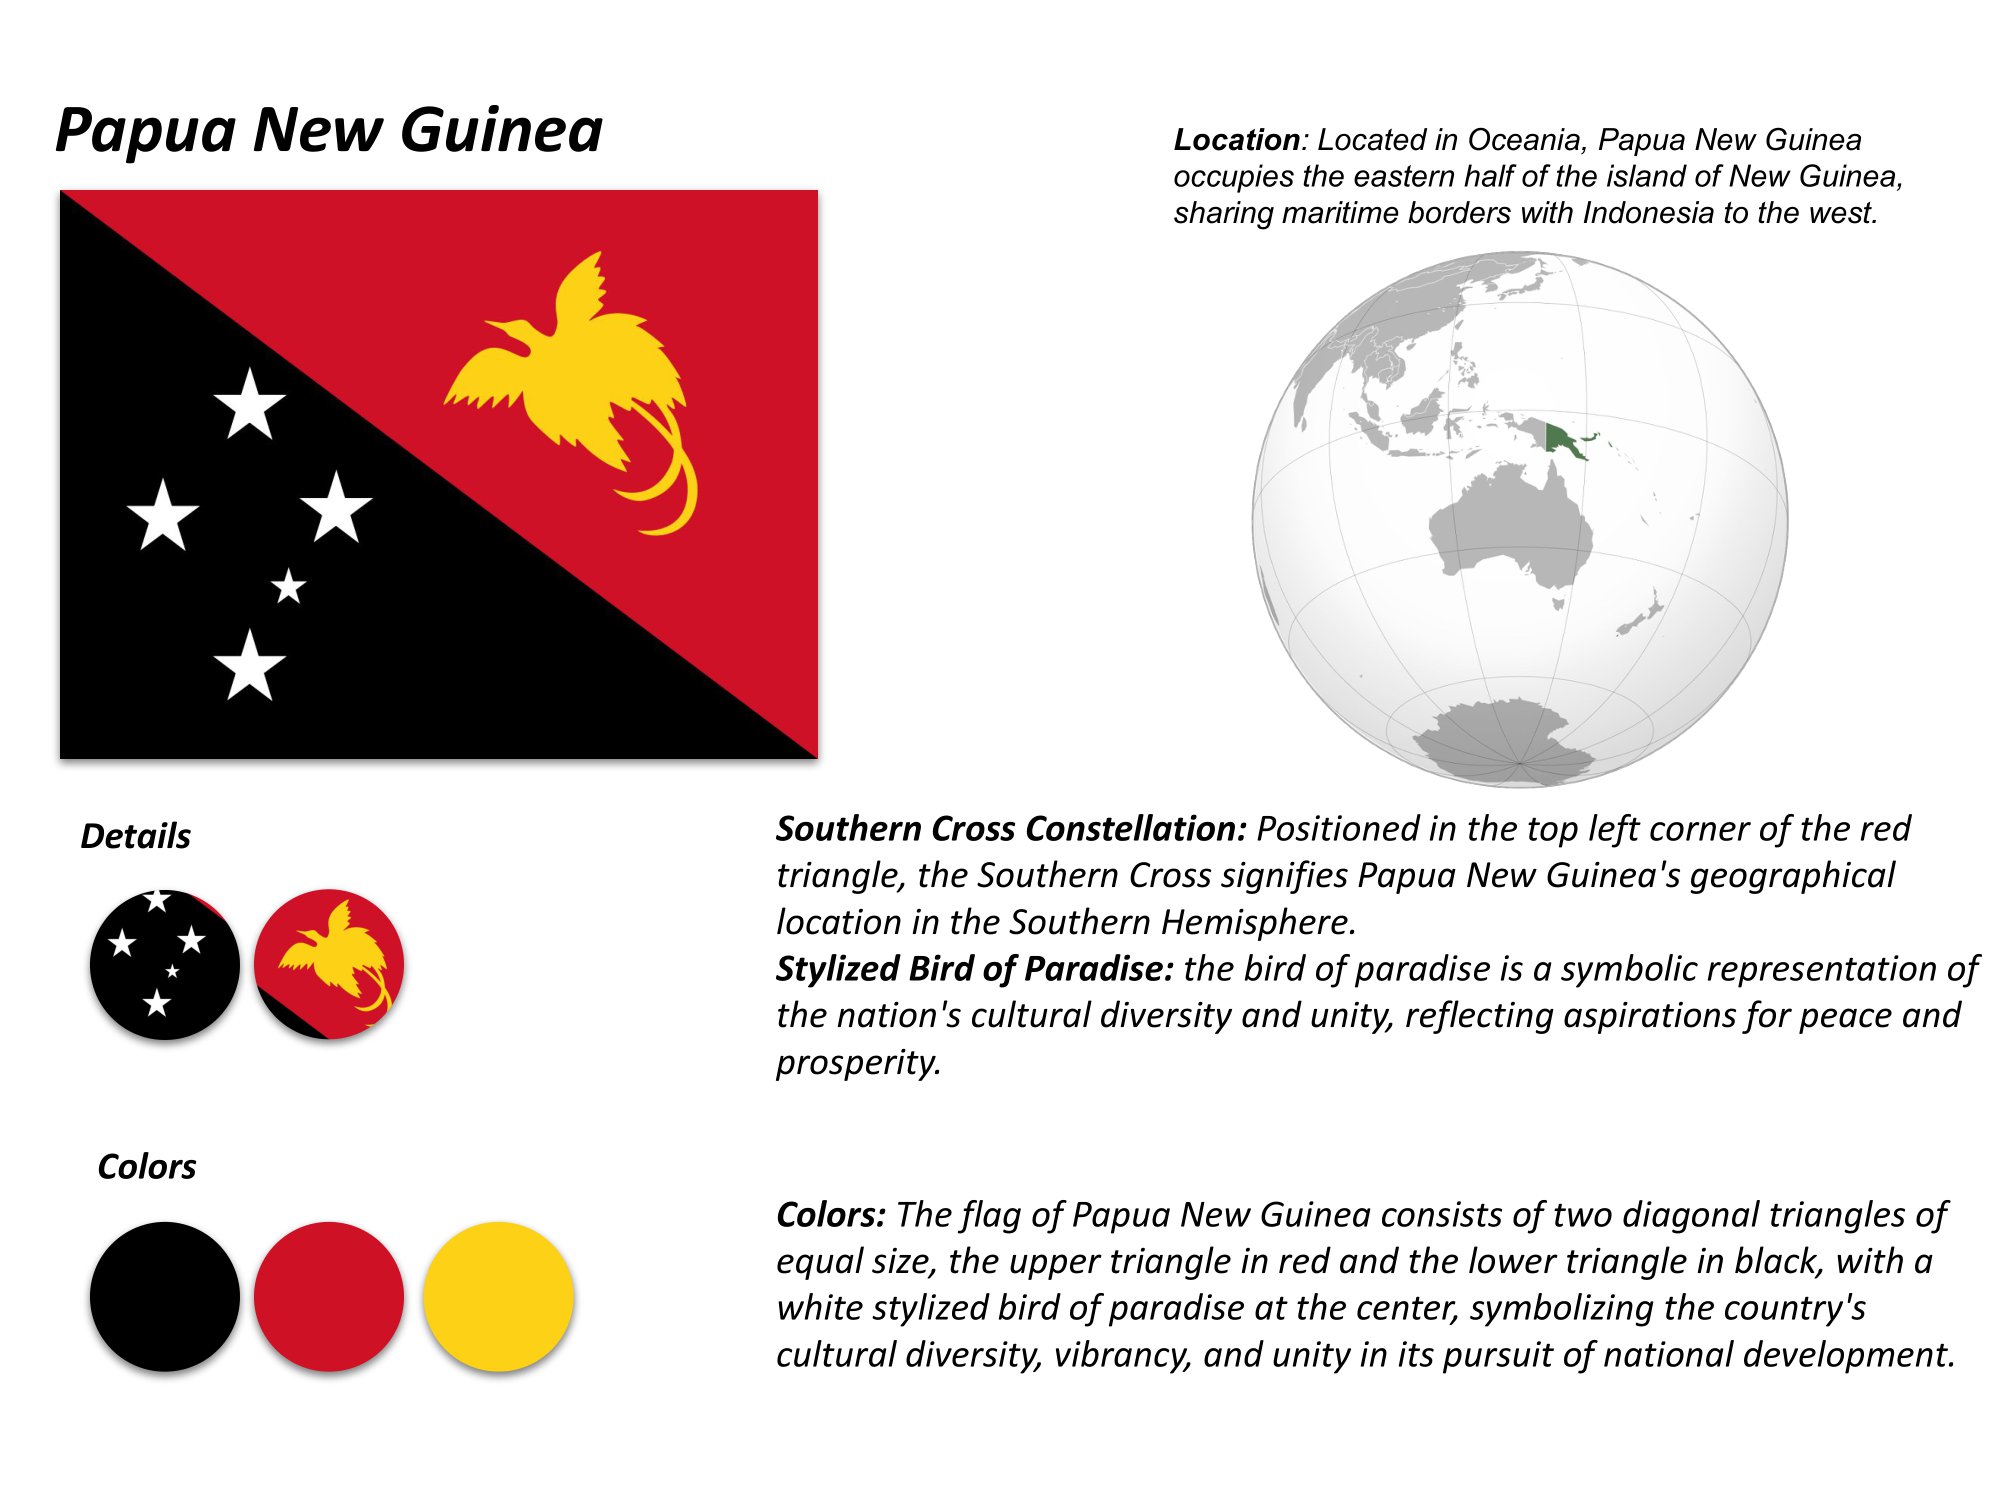 Papua New Guinea
Location: Located in Oceania, Papua New Guinea
occupies the eastern half of the island of New Guinea,
sharing maritime borders with Indonesia to the west.
Details
Southern Cross Constellation: Positioned in the top left corner of the red
triangle, the Southern Cross signifies Papua New Guinea's geographical
location in the Southern Hemisphere.
Stylized Bird of Paradise: the bird of paradise is a symbolic representation of
the nation's cultural diversity and unity, reflecting aspirations for peace and
prosperity.
Colors
Colors: The flag of Papua New Guinea consists of two diagonal triangles of
equal size, the upper triangle in red and the lower triangle in black, with a
white stylized bird of paradise at the center, symbolizing the country's
cultural diversity, vibrancy, and unity in its pursuit of national development.